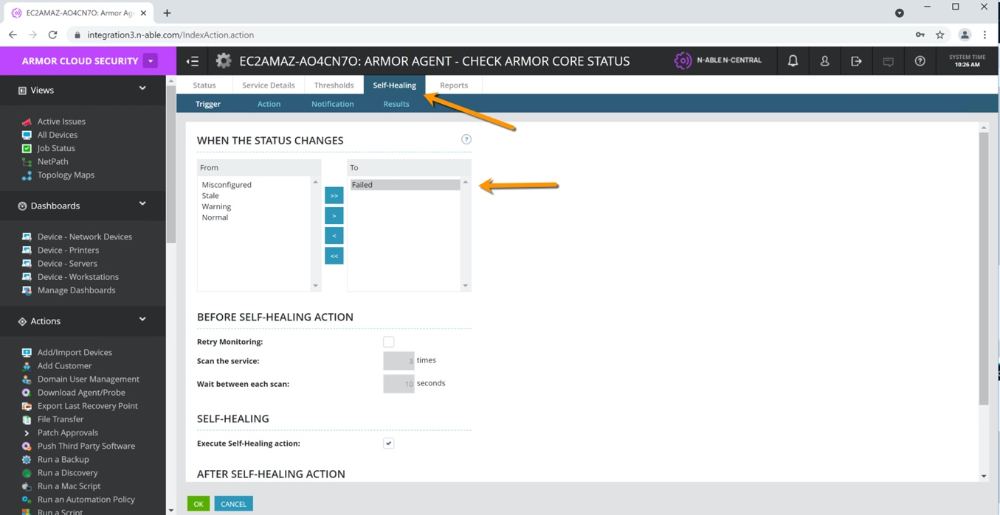 EC2AMAZ-AO4CN7O: Armor Age
integration3.n-able.com/IndexAction.action
ARMOR CLOUD SECURITY
EC2AMAZ-AO4CN7O: ARMOR AGENT - CHECK ARMOR CORE STATUS
N-ABLE N-CENTRAL
SYSTEM TIME
10:26 AM
Views
Active Issues
All Devices
Job Status
NetPath
Topology Maps
Dashboards
Device - Network Devices
Device - Printers
Device - Servers
Device - Workstations
Manage Dashboards
Actions
Add/Import Devices
Add Customer
Domain User Management
Download Agent/Probe
Export Last Recovery Point
File Transfer
Patch Approvals
Push Third Party Software
Run a Backup
Run a Discovery
Run a Mac Script
Run an Automation Policy
Run a Script
Status Service Details Thresholds Self-Healing Reports
Trigger Action Notification Results
WHEN THE STATUS CHANGES ?
From To
Misconfigured
Stale
Warning
Normal
>>
>
<
<<
Failed
BEFORE SELF-HEALING ACTION
Retry Monitoring:
Scan the service: 3 times
Wait between each scan: 10 seconds
SELF-HEALING
Execute Self-Healing action:
AFTER SELF-HEALING ACTION
OK CANCEL